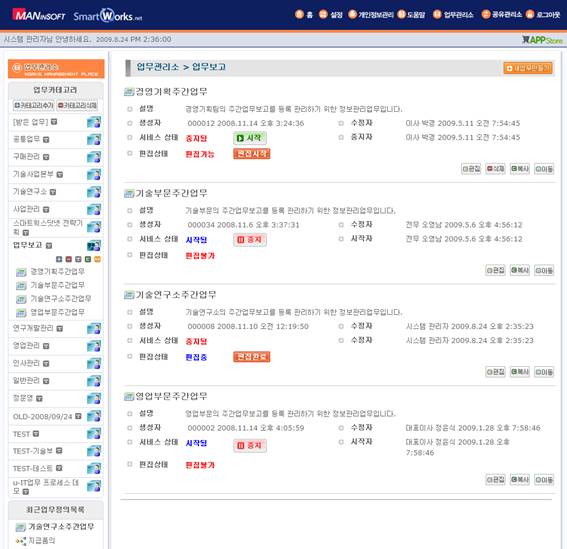 MANINSOFT SmartWorks.net
홈 설정 개인정보관리 도움말 업무관리소 공유관리소 로그아웃
시스템 관리자님 안녕하세요. 2009.8.24 PM 2:36:00
APPStore
업무관리소
WORKS MANAGEMENT PLACE
업무카테고리
카테고리추가 카테고리삭제
[받은 업무]
공통업무
구매관리
기술사업본부
기술연구소
사업관리
스마트웍스닷넷 전략기획
업무보고
경영기획주간업무
기술부문주간업무
기술연구소주간업무
영업부문주간업무
연구개발관리
영업관리
인사관리
일반관리
정문영
OLD-2008/09/24
TEST
TEST-기술부
TEST-테스트
u-IT업무 프로세스 데모
최근업무정의목록
기술연구소주간업무
지급품의
업무관리소 > 업무보고
새업무만들기
경영기획주간업무
설명 경영기획팀의 주간업무보고를 등록 관리하기 위한 정보관리업무입니다.
생성자 000012 2008.11.14 오후 3:24:36 수정자 이사 박경 2009.5.11 오전 7:54:45
서비스 상태 중지됨 시작 중지자 이사 박경 2009.5.11 오전 7:54:45
편집상태 편집가능 편집시작
편집 삭제 복사 이동
기술부문주간업무
설명 기술부문의 주간업무보고를 등록 관리하기 위한 정보관리업무입니다.
생성자 000034 2008.11.6 오후 3:37:31 수정자 전무 오영남 2009.5.6 오후 4:56:12
서비스 상태 시작됨 중지 시작자 전무 오영남 2009.5.6 오후 4:56:12
편집상태 편집불가
편집 복사 이동
기술연구소주간업무
설명 기술연구소의 주간업무보고를 등록 관리하기 위한 정보관리업무입니다.
생성자 000008 2008.11.10 오전 12:19:50 수정자 시스템 관리자 2009.8.24 오후 2:35:23
서비스 상태 중지됨 수정자 시스템 관리자 2009.8.24 오후 2:35:23
편집상태 편집중 편집완료
편집 복사 이동
영업부문주간업무
설명 영업부문의 주간업무보고를 등록 관리하기 위한 정보관리업무입니다.
생성자 000002 2008.11.14 오후 4:05:59 수정자 대표이사 정윤식 2009.1.28 오후 7:58:46
서비스 상태 시작됨 중지 시작자 대표이사 정윤식 2009.1.28 오후
7:58:46
편집상태 편집불가
편집 복사 이동